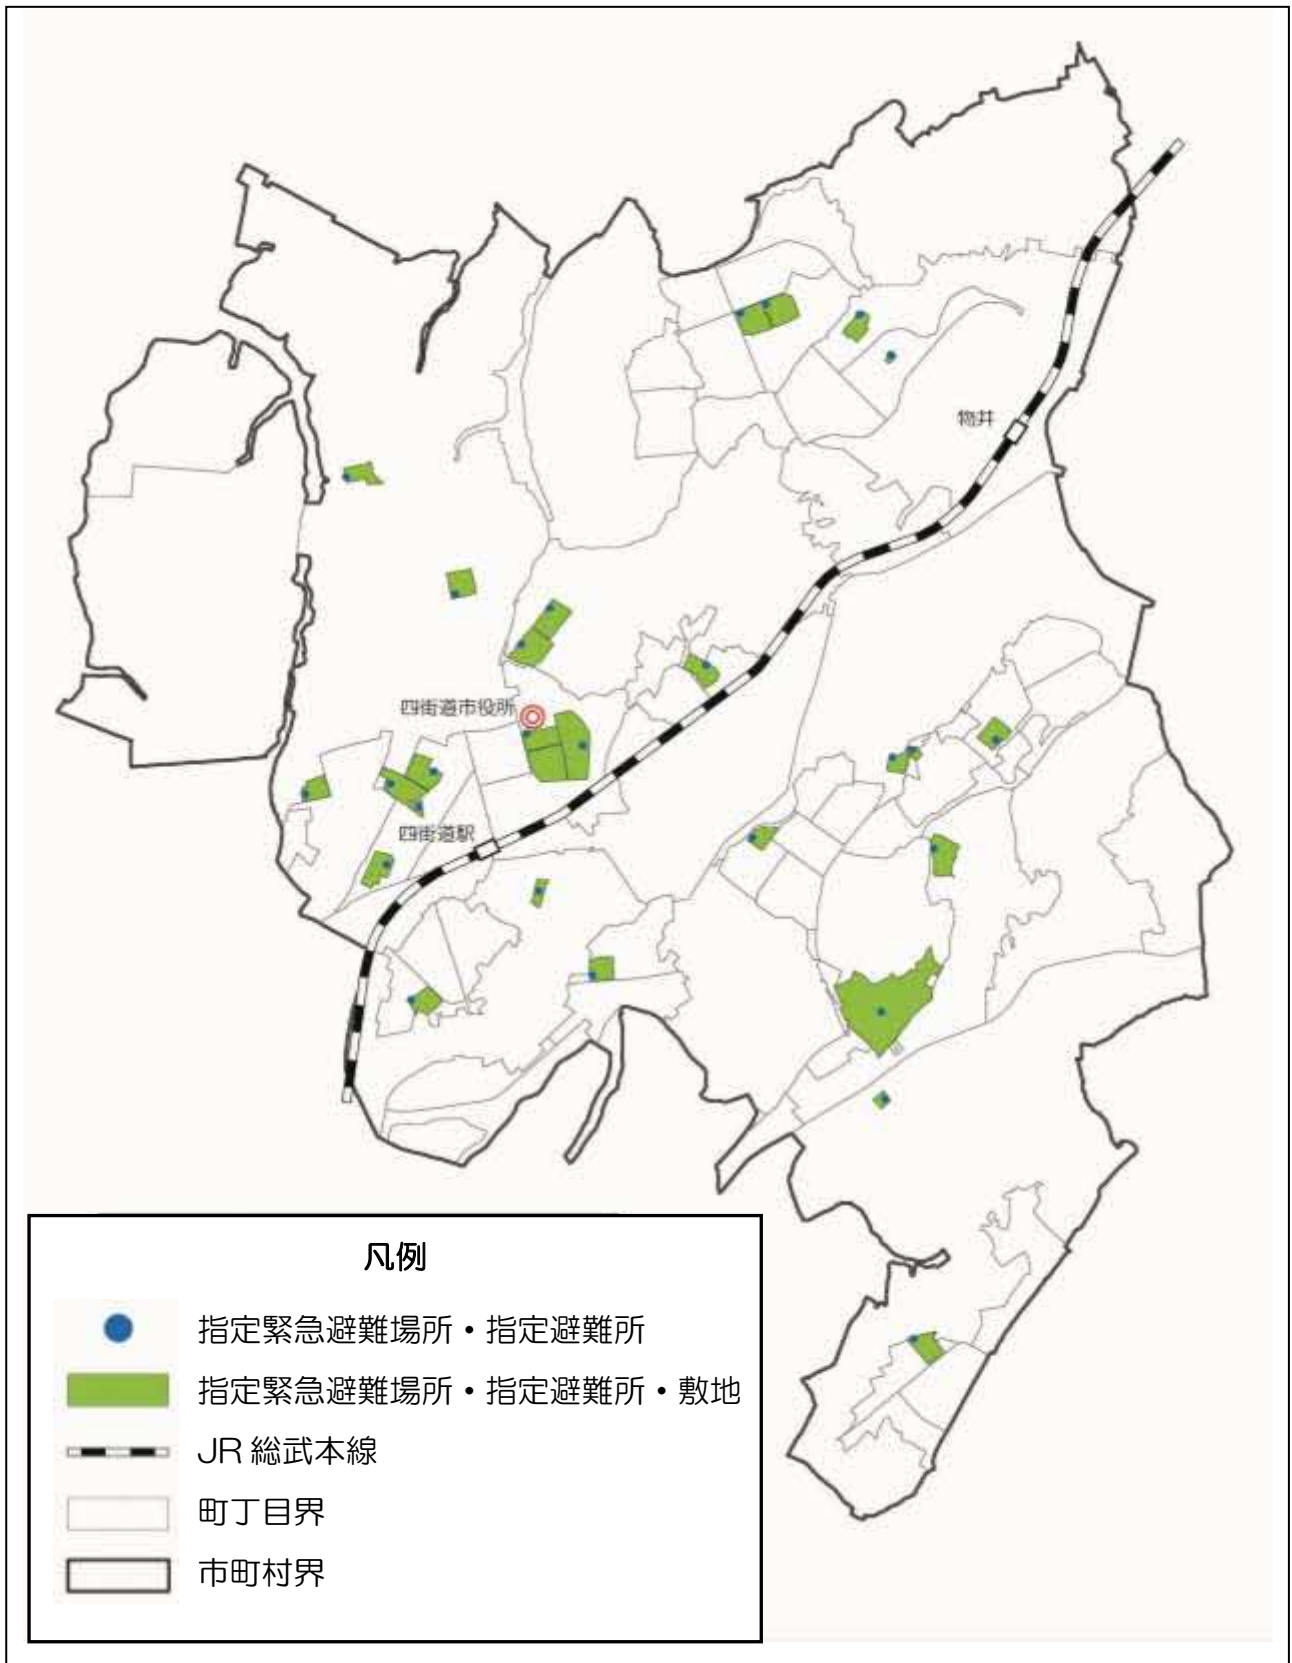 物井
四街道市役所
四街道駅
凡例
指定緊急避難場所・指定避難所
指定緊急避難場所・指定避難所・敷地
JR総武本線
町丁目界
市町村界